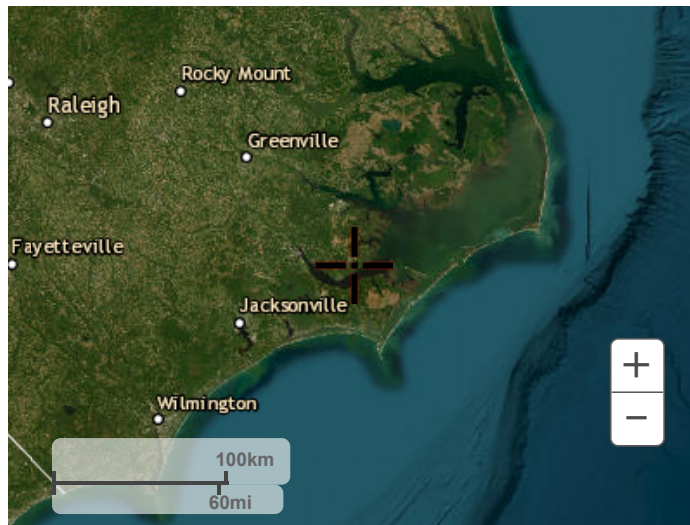 Rocky Mount
Raleigh
Greenville
Fayetteville
Jacksonville
+
Wilmington
−
100km
60mi